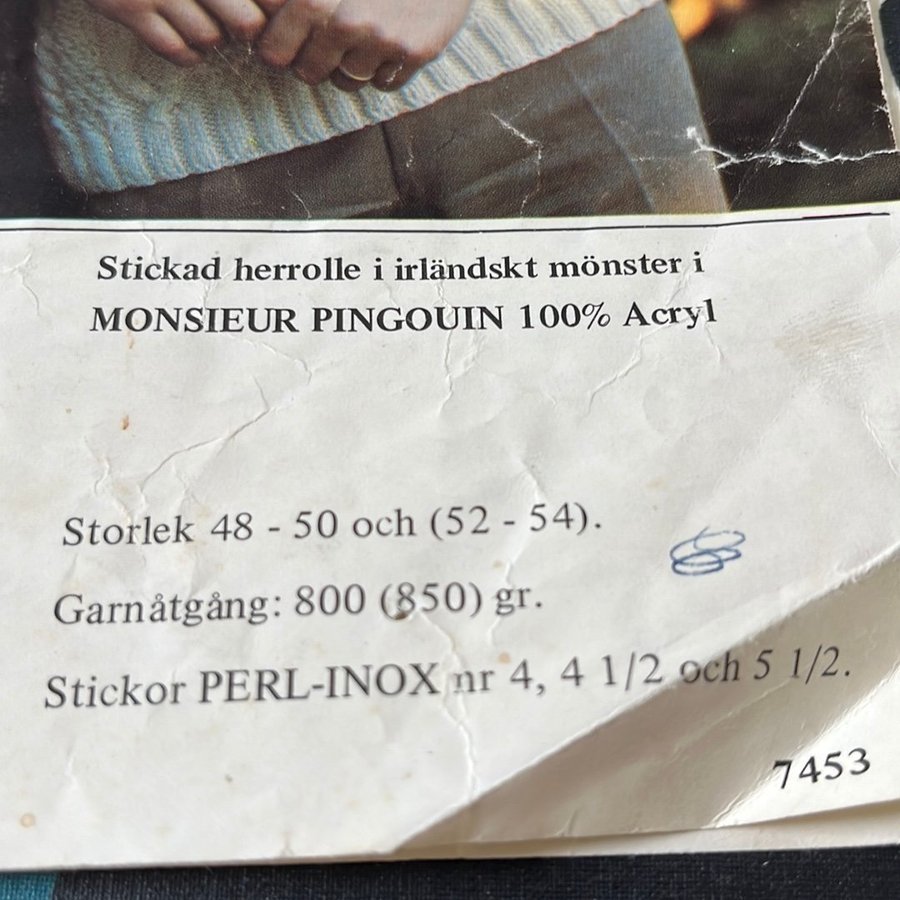 Stickad herrolle i irländskt mönster i
MONSIEUR PINGOUIN 100% Acryl
Storlek 48 - 50 och (52 - 54).
Garnåtgång: 800 (850) gr.
Stickor PERL-INOX nr 4, 4 1/2 och 5 1/2.
7453